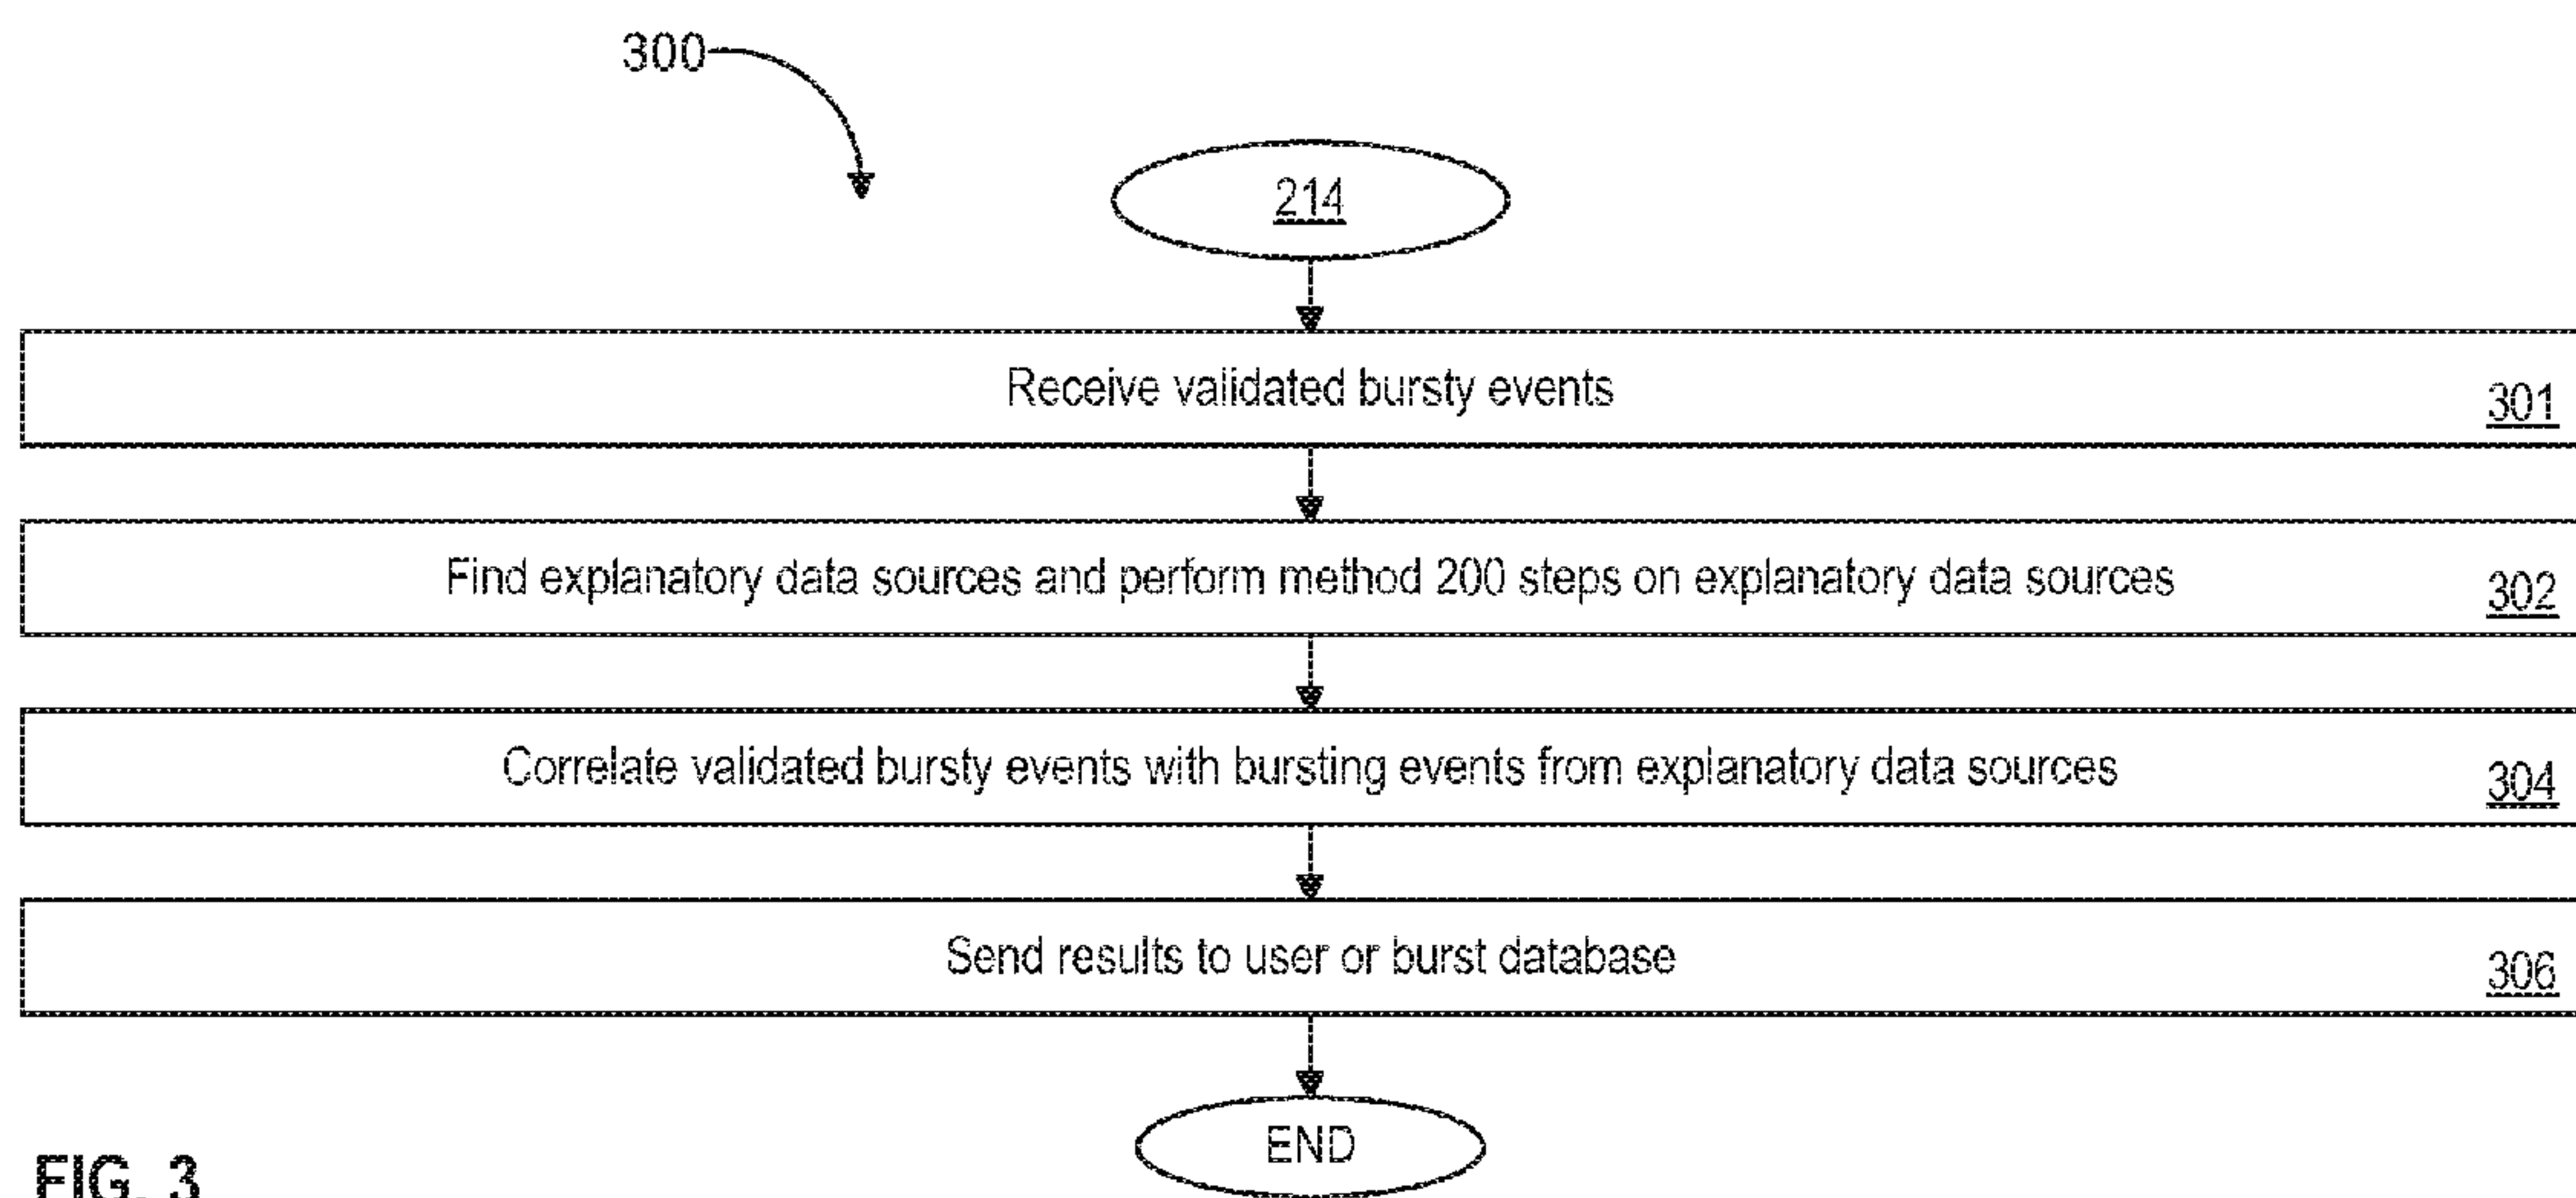 300
214
Receive validated bursty events
301
Find explanatory data sources and perform method 200 steps on explanatory data sources
302
Correlate validated bursty events with bursting events from explanatory data sources
304
Send results to user or burst database
306
END
FIG. 3